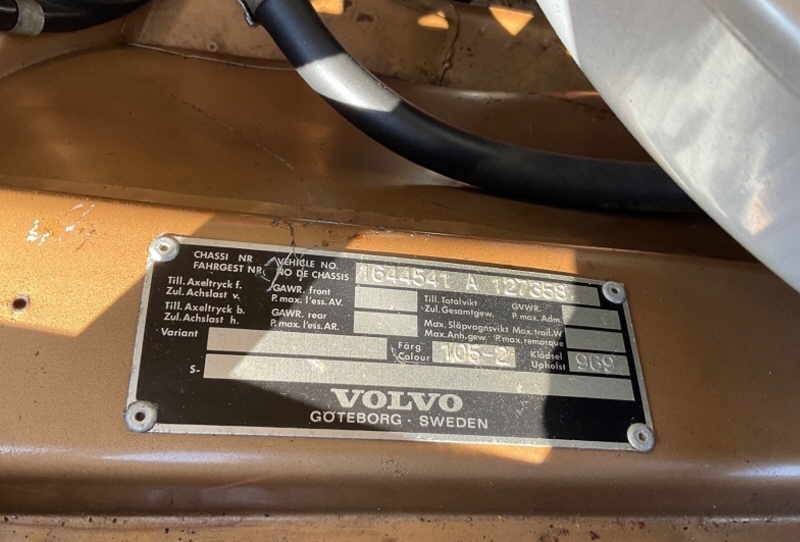 CHASSI NR VEHICLE NO. 1644541 A 127358
FAHRGEST NR NO DE CHASSIS
Till. Axeltryck f. GAWR. front Till. Totalvikt GVWR.
Zul. Achslast v. P. max. l'ess. AV. Zul. Gesamtgew. P. max Adm.
Till. Axeltryck b. GAWR. rear Max. Släpvagnsvikt Max. trail. W
Zul. Achslast h. P. max. l'ess. AR. Max. Anh. gew. P. max. remorque
Variant Färg 105-2 Klädsel 969
Colour Upholst
S-
VOLVO
GÖTEBORG · SWEDEN